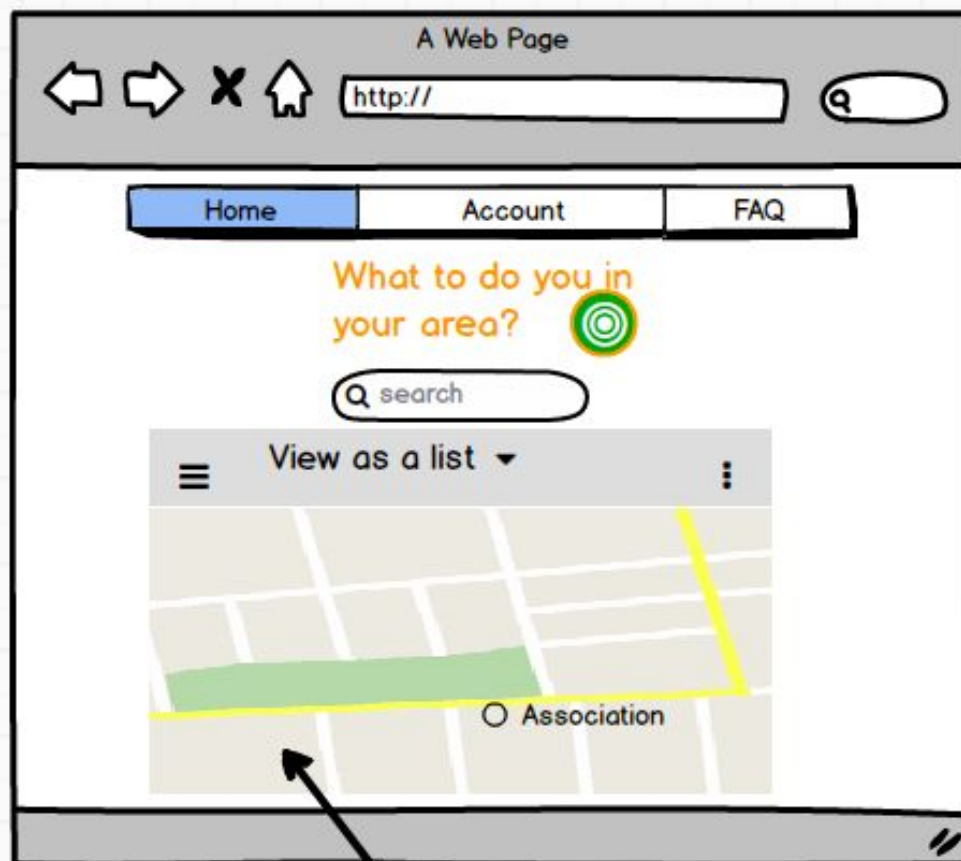 A Web Page
http://
Home Account FAQ
What to do you in
your area?
search
View as a list
Association